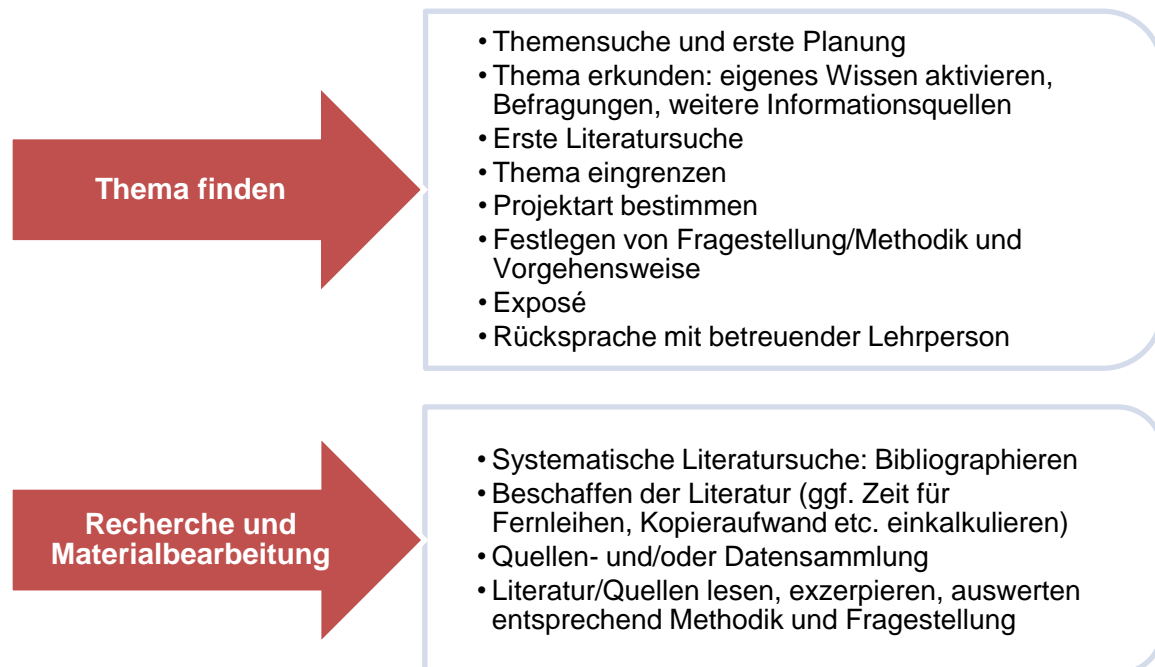 Thema finden
• Themensuche und erste Planung
• Thema erkunden: eigenes Wissen aktivieren,
Befragungen, weitere Informationsquellen
• Erste Literatursuche
• Thema eingrenzen
• Projektart bestimmen
• Festlegen von Fragestellung/Methodik und
Vorgehensweise
• Exposé
• Rücksprache mit betreuender Lehrperson
Recherche und
Materialbearbeitung
• Systematische Literatursuche: Bibliographieren
• Beschaffen der Literatur (ggf. Zeit für
Fernleihen, Kopieraufwand etc. einkalkulieren)
• Quellen- und/oder Datensammlung
• Literatur/Quellen lesen, exzerpieren, auswerten
entsprechend Methodik und Fragestellung